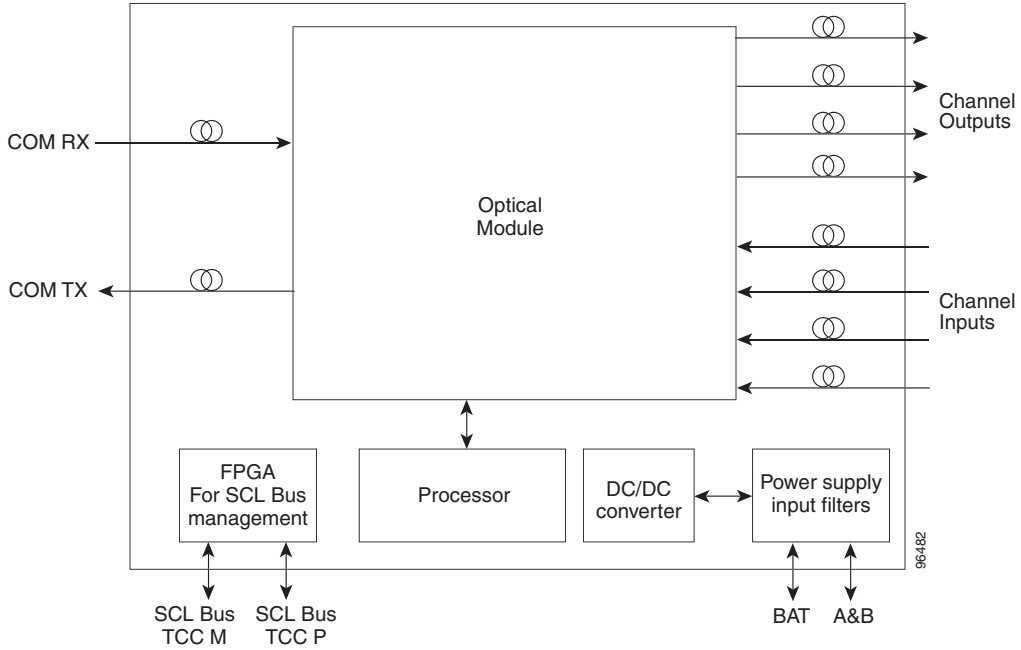 Channel
Outputs
COM RX
Optical
Module
COM TX
Channel
Inputs
FPGA
For SCL Bus
management
Processor
DC/DC
converter
Power supply
input filters
96482
SCL Bus
TCC M
SCL Bus
TCC P
BAT
A&B